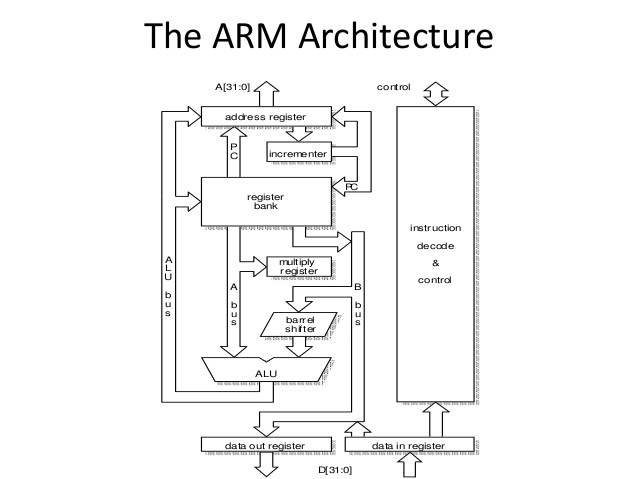 The ARM Architecture
A[31:0]
control
address register
P
C
incrementer
PC
register
bank
instruction
decode
&
control
multiply
register
A
L
U
b
u
s
A
b
u
s
B
b
u
s
barrel
shifter
ALU
data out register
data in register
D[31:0]